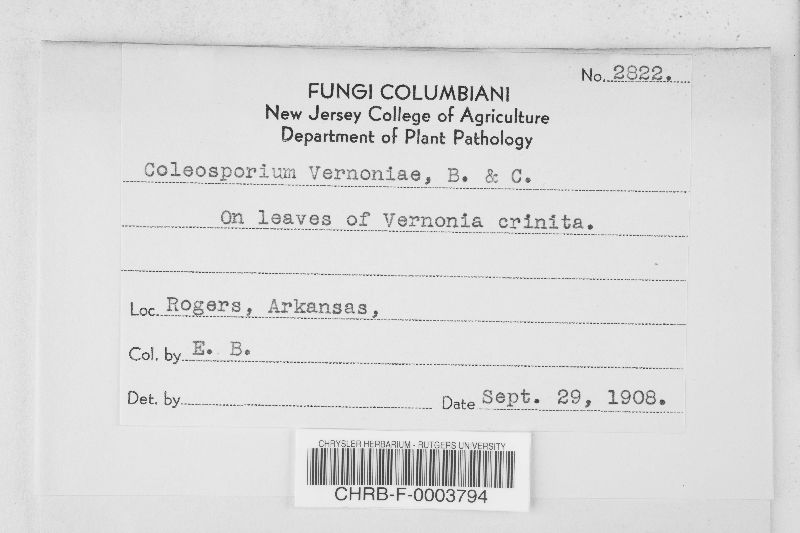 No. 2822.
FUNGI COLUMBIANI
New Jersey College of Agriculture
Department of Plant Pathology
Coleosporium Vernoniae, B. & C.
On leaves of Vernonia crinita.
Loc. Rogers, Arkansas,
Col. by E. B.
Det. by
Date Sept. 29, 1908.
CHRYSLER HERBARIUM - RUTGERS UNIVERSITY
CHRB-F-0003794